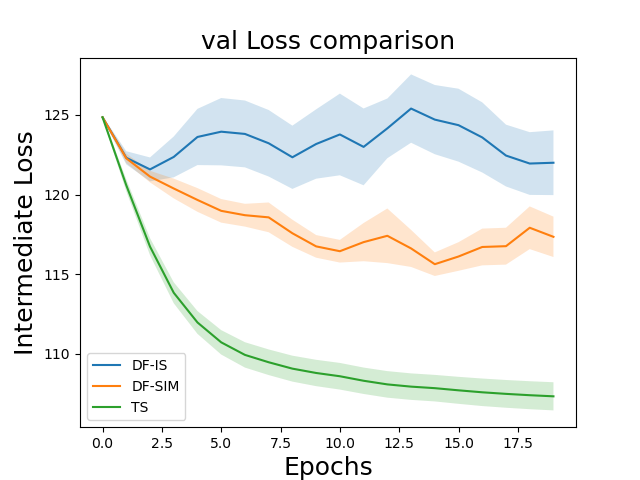 val Loss comparison
Intermediate Loss
125
120
115
110
DF-IS
DF-SIM
TS
0.0 2.5 5.0 7.5 10.0 12.5 15.0 17.5
Epochs